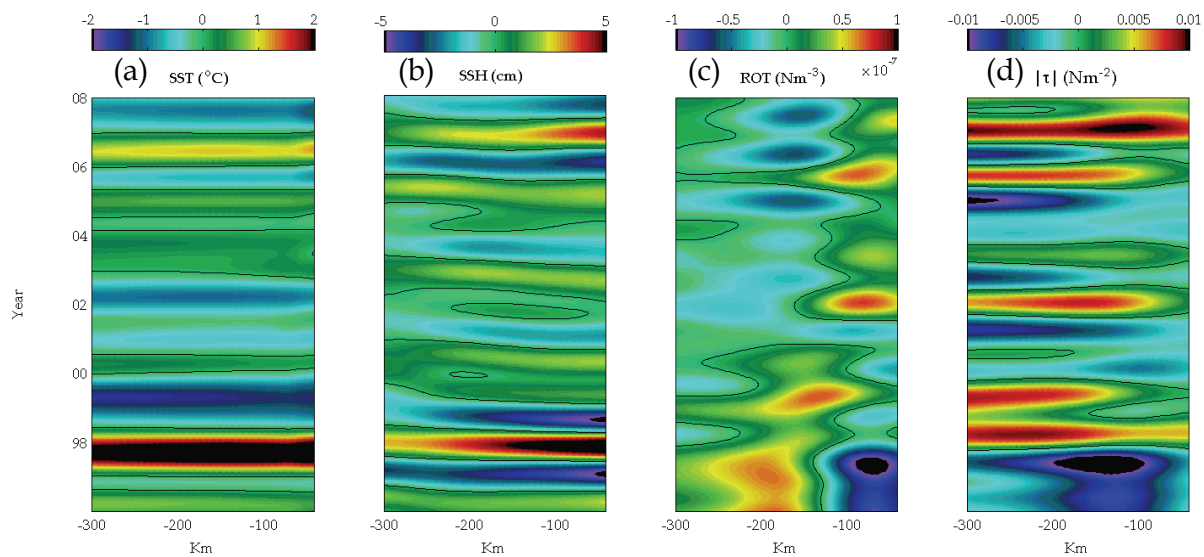 -2 -1 0 1 2
-5 0 5
-1 -0.5 0 0.5 1
-0.01 -0.005 0 0.005 0.01
(a) SST (°C)
(b) SSH (cm)
(c) ROT (Nm-3) ×10-7
(d) |τ| (Nm-2)
08
06
04
02
00
98
Year
-300 -200 -100
-300 -200 -100
-300 -200 -100
-300 -200 -100
Km
Km
Km
Km